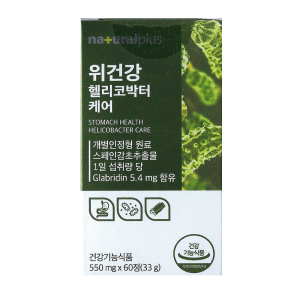 na+uralplus
위건강
헬리코박터
케어
STOMACH HEALTH
HELICOBACTER CARE
개별인정형 원료
스페인감초추출물
1일 섭취량 당
Glabridin 5.4 mg 함유
건강기능식품
550 mg x 60정(33 g)
건강
기능식품